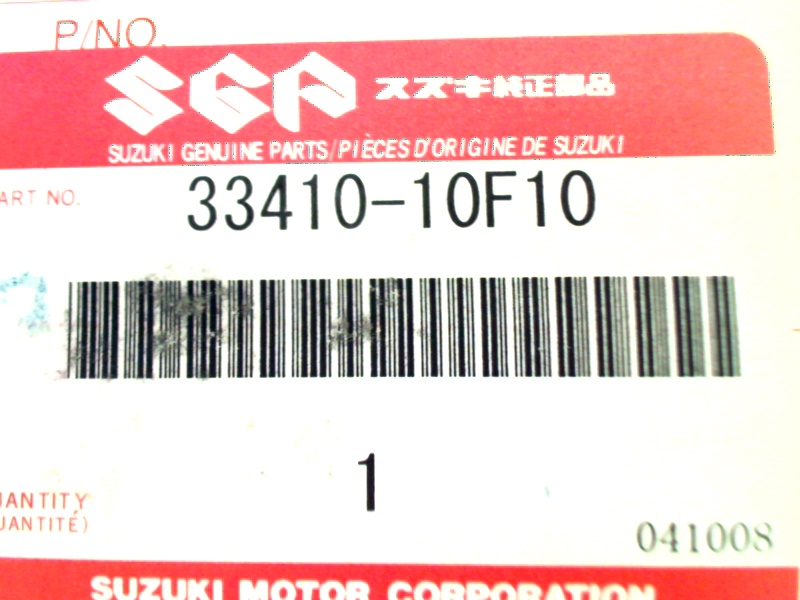 P/NO.
SGP スズキ純正部品
SUZUKI GENUINE PARTS/PIÈCES D'ORIGINE DE SUZUKI
ART NO.
33410-10F10
1
UANTITY
UANTITÉ)
041008
SUZUKI MOTOR CORPORATION